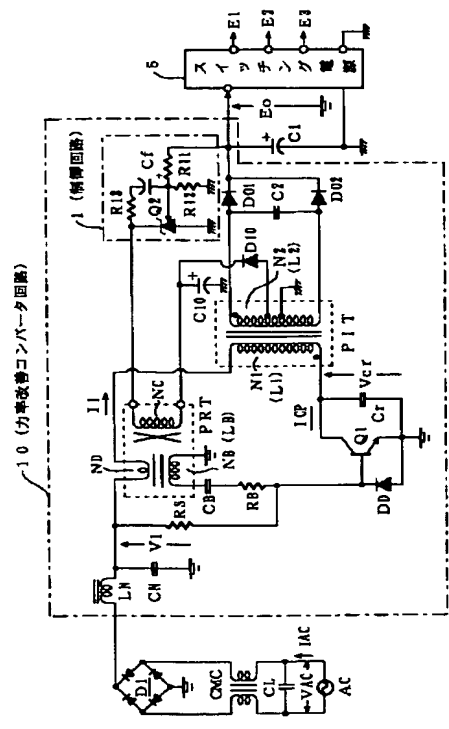 10 (力率改善コンバータ回路)
1 (制御回路)
5
スイッチング電源
E1
E2
E3
Eo
C1
R13
Cf
R11
R12
Q2
D10
C10
D01
C2
D02
N2
(L2)
PIT
N1
(L1)
I1
NC
PRT
(LB)
ND
NB
CB
RB
RS
V1
LN
CN
ICP
Vcr
Cr
Q1
DD
D1
CMC
CL
IAC
VAC
AC